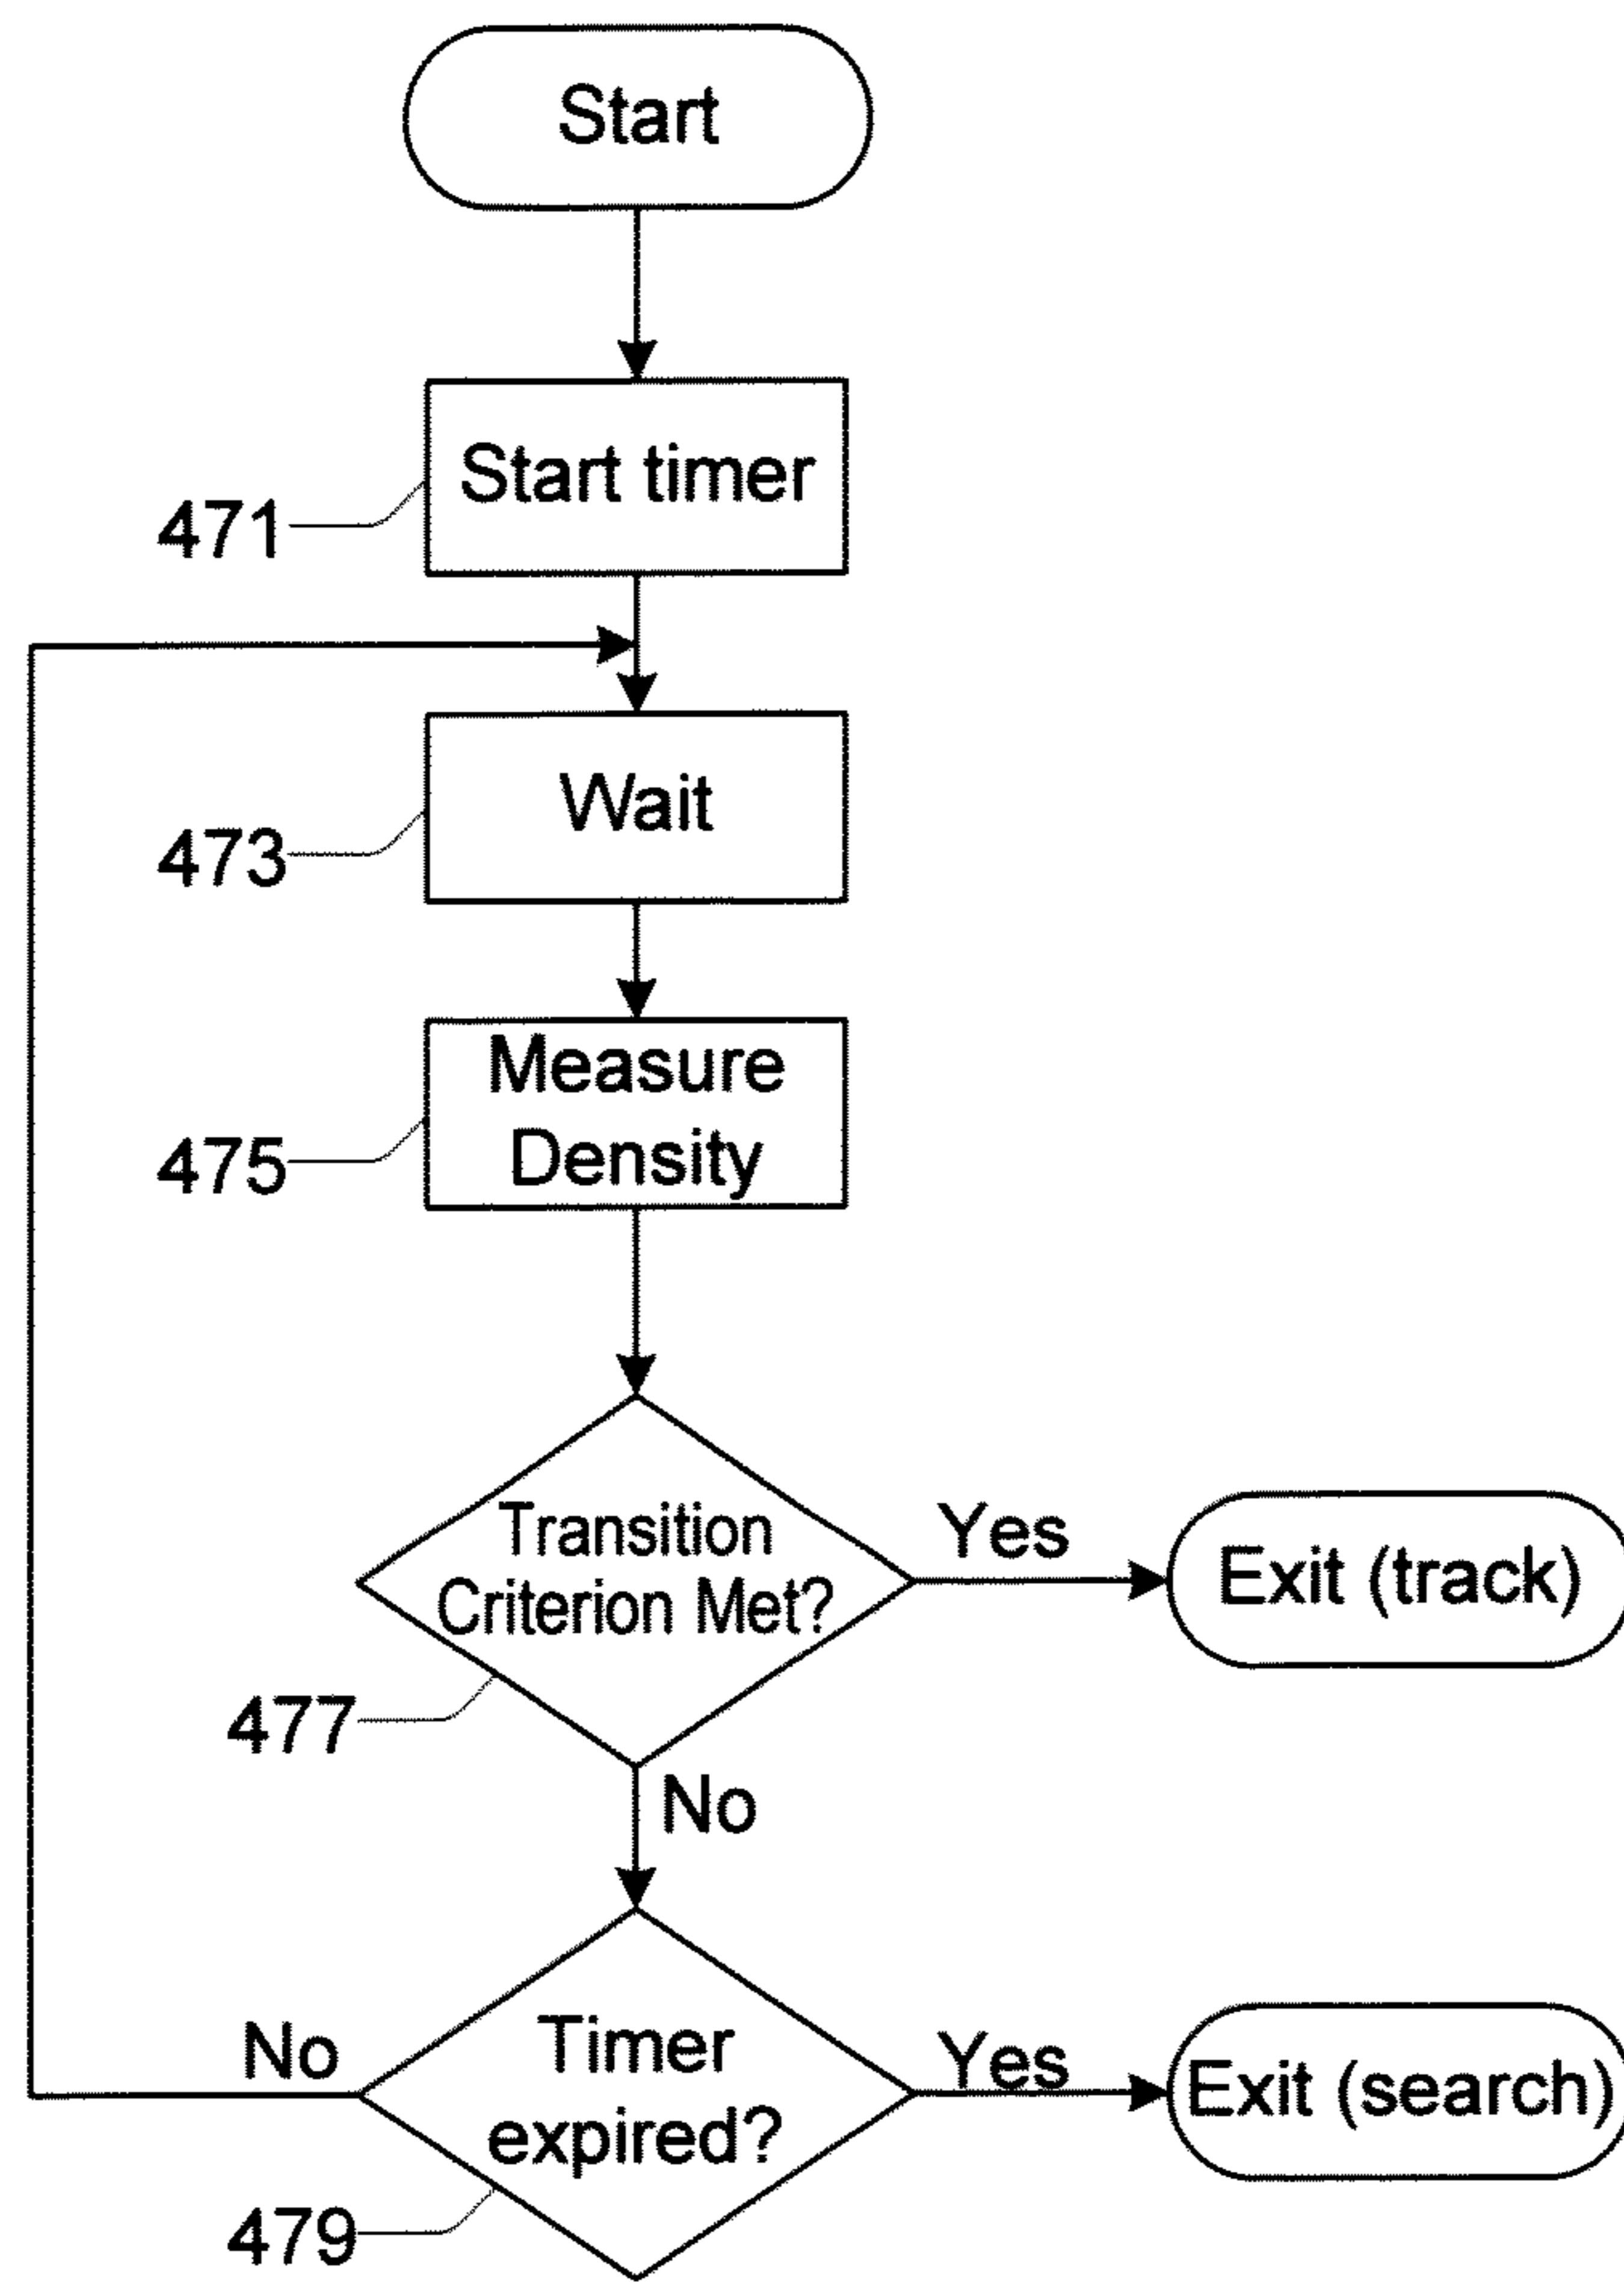 Start
Start timer
471
Wait
473
Measure
Density
475
Transition
Criterion Met?
Yes
Exit (track)
477
No
Timer
expired?
No
Yes
Exit (search)
479